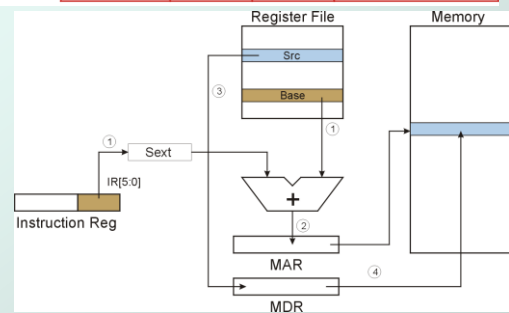 Register File
Memory
Src
3
Base
1
1
Sext
IR[5:0]
+
Instruction Reg
2
MAR
4
MDR